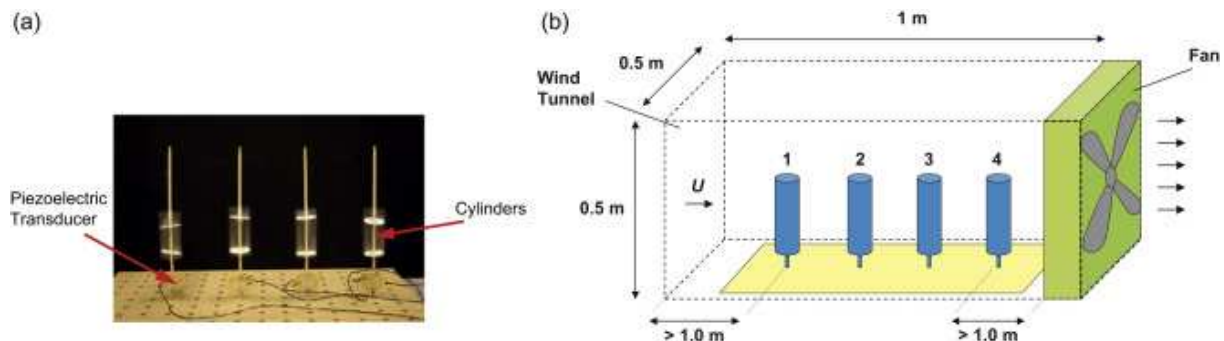 (a)
Piezoelectric
Transducer
Cylinders
(b)
1 m
0.5 m
Fan
Wind
Tunnel
1
2
3
4
U
0.5 m
> 1.0 m
> 1.0 m